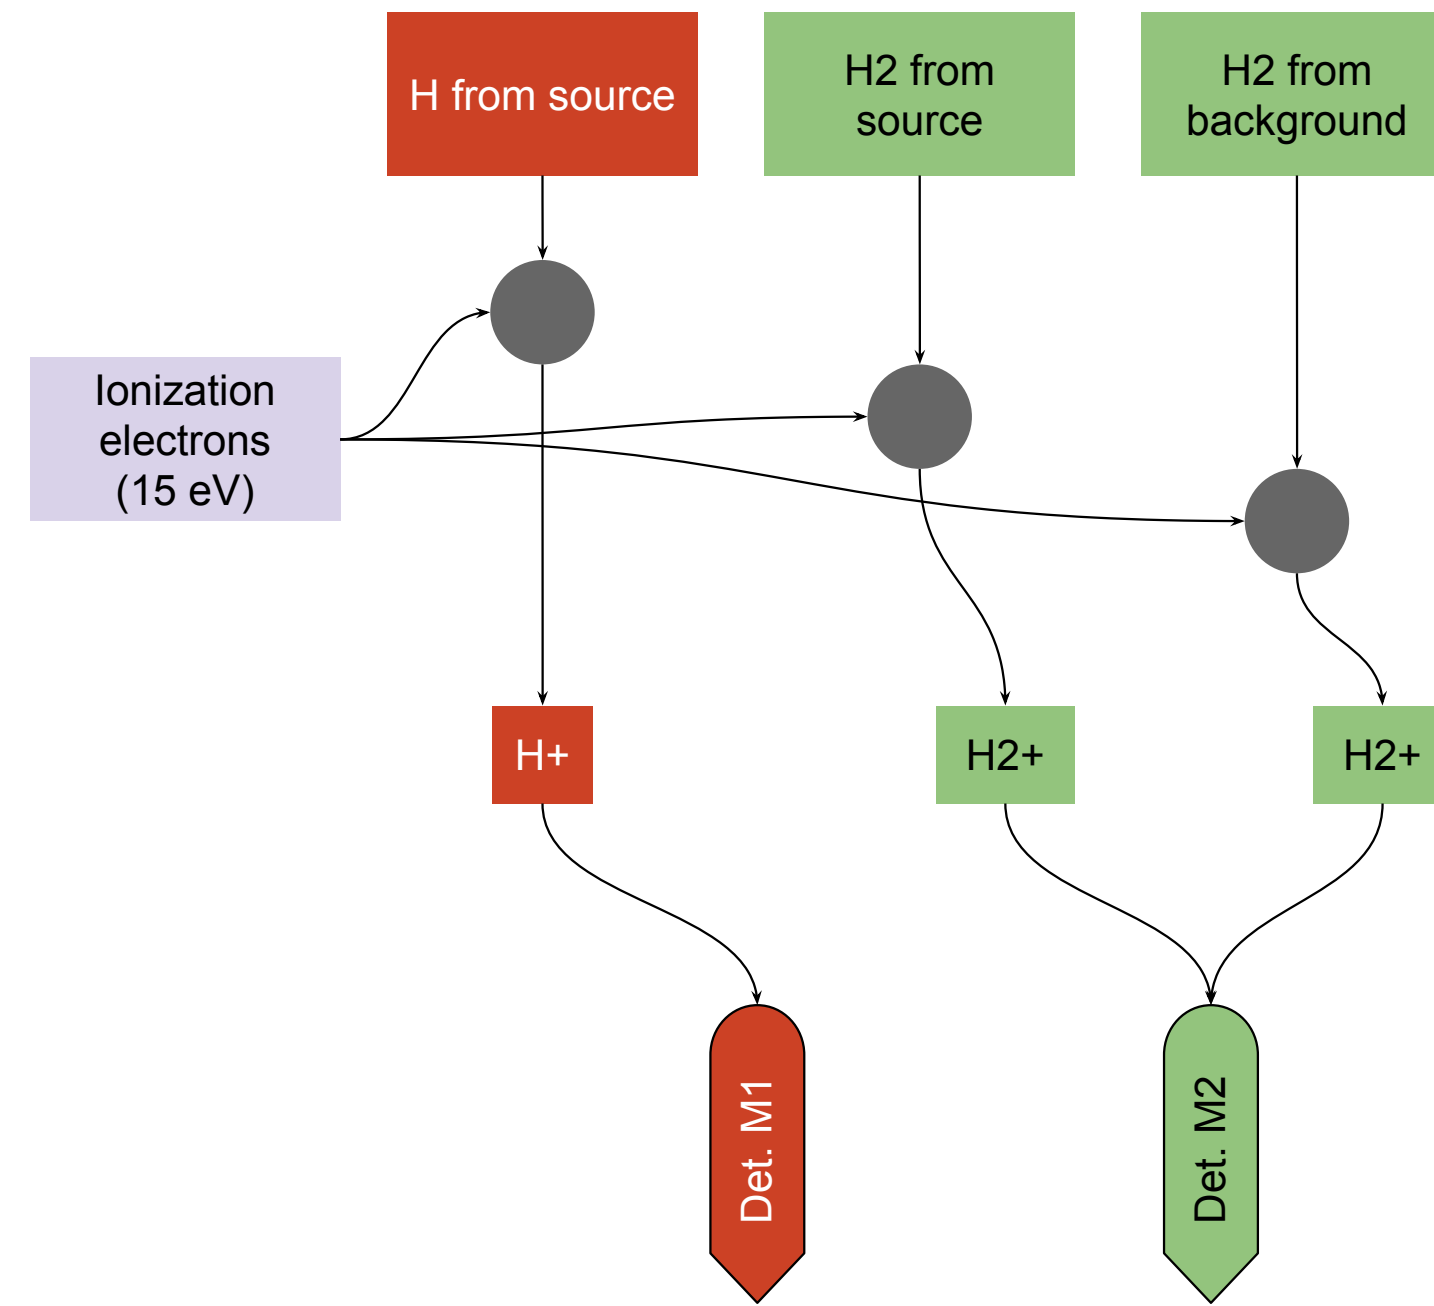 H from source
H2 from
source
H2 from
background
Ionization
electrons
(15 eV)
H+
H2+
H2+
Det. M1
Det. M2